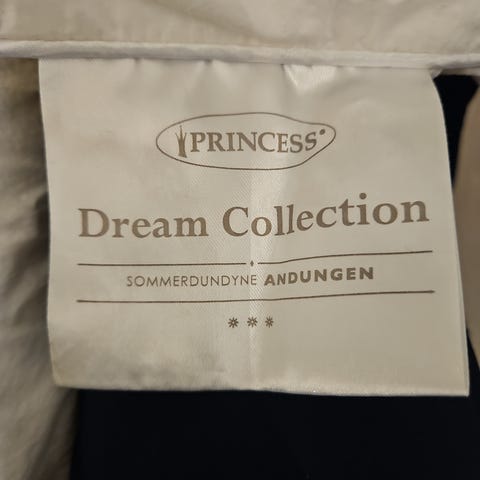 PRINCESS
Dream Collection
SOMMERDUNDYNE ANDUNGEN